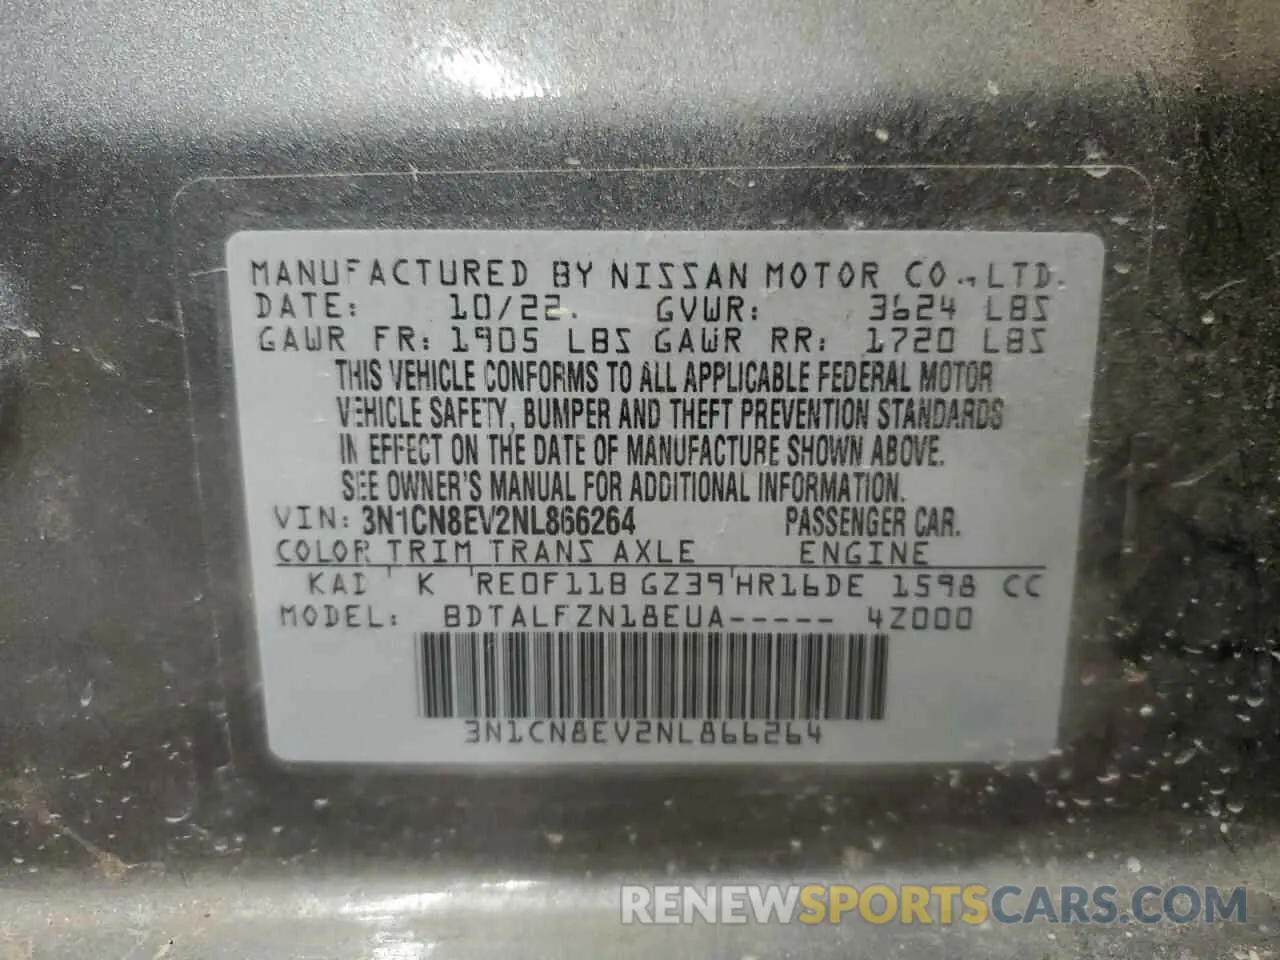 MANUFACTURED BY NISSAN MOTOR CO.,LTD.
DATE: 10/22. GVWR: 3624 LBS
GAWR FR: 1905 LBS GAWR RR: 1720 LBS
THIS VEHICLE CONFORMS TO ALL APPLICABLE FEDERAL MOTOR
VEHICLE SAFETY, BUMPER AND THEFT PREVENTION STANDARDS
IN EFFECT ON THE DATE OF MANUFACTURE SHOWN ABOVE.
SEE OWNER'S MANUAL FOR ADDITIONAL INFORMATION.
VIN: 3N1CN8EV2NL866264 PASSENGER CAR.
COLOR TRIM TRANS AXLE ENGINE
KAD K RE0F11B GZ39 HR16DE 1598 CC
MODEL: BDTALFZN18EUA----- 4Z000
3N1CN8EV2NL866264
RENEWSPORTSCARS.COM